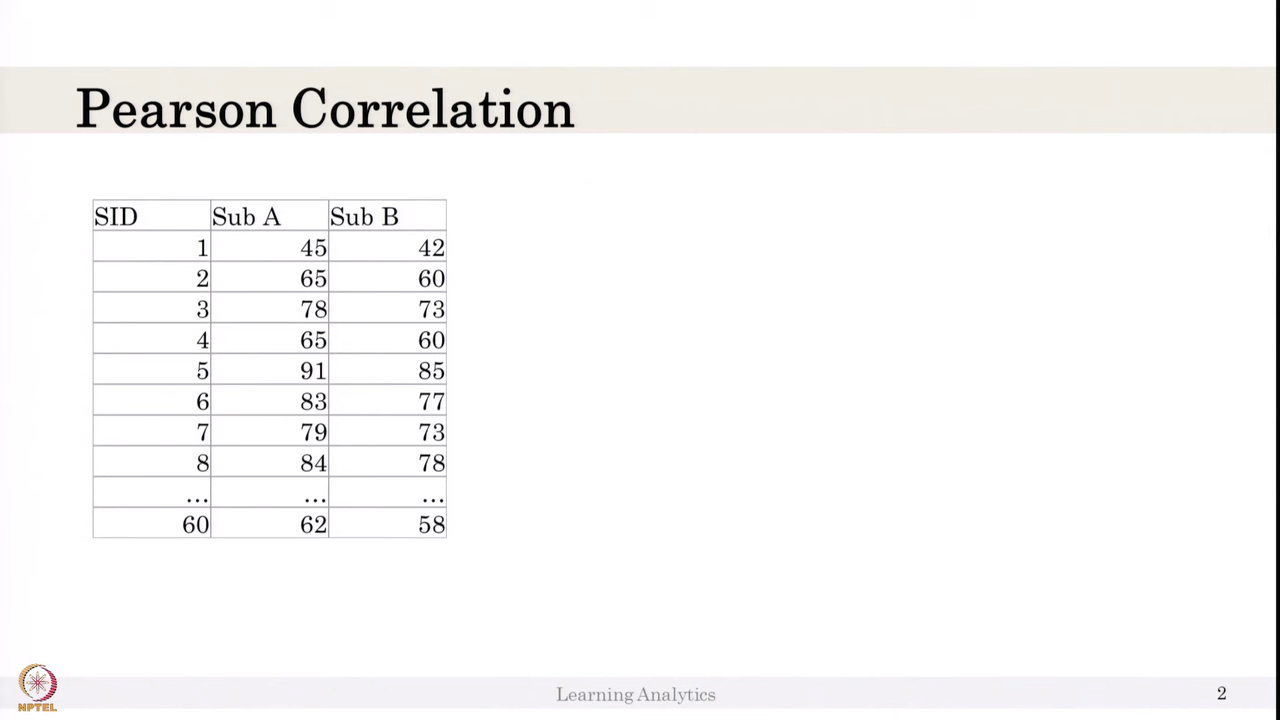 Pearson Correlation
SID Sub A Sub B
1 45 42
2 65 60
3 78 73
4 65 60
5 91 85
6 83 77
7 79 73
8 84 78
... ... ...
60 62 58
NPTEL
Learning Analytics
2